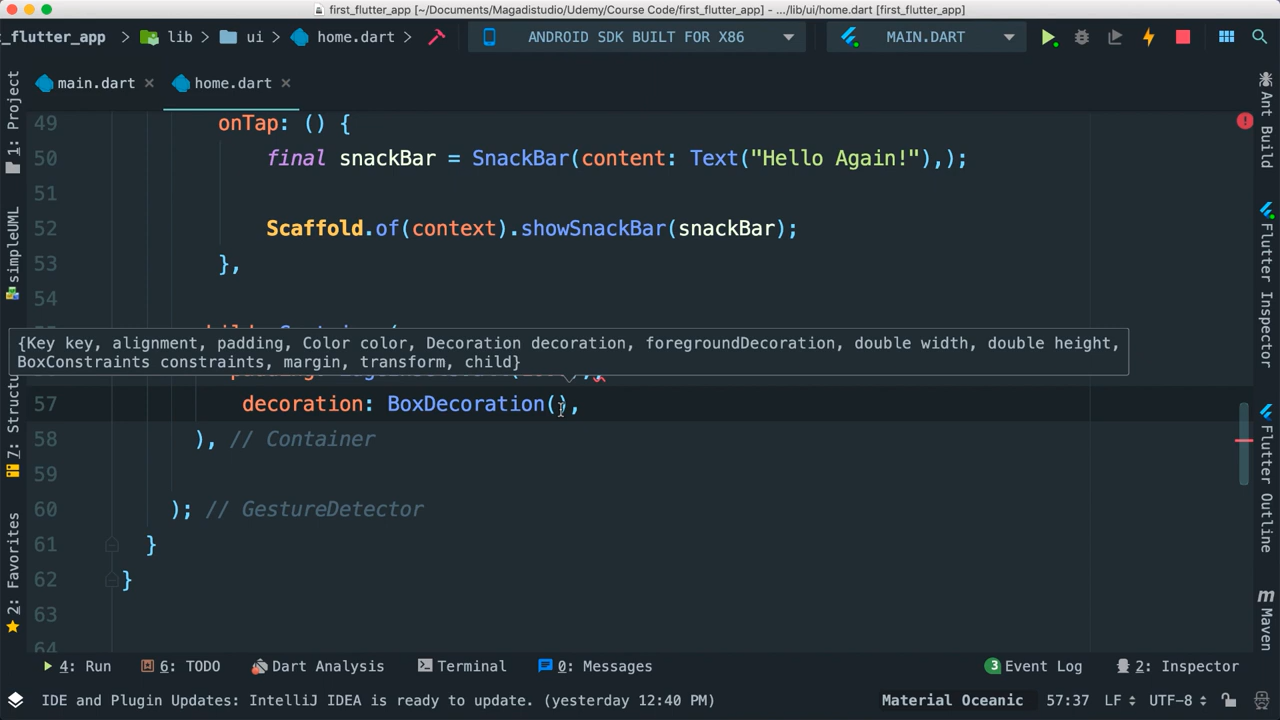 first_flutter_app [~/Documents/Magadistudio/Udemy/Course Code/first_flutter_app] - .../lib/ui/home.dart [first_flutter_app]
t_flutter_app lib ui home.dart ANDROID SDK BUILT FOR X86 MAIN.DART
main.dart home.dart
1: Project
simpleUML
7: Structure
2: Favorites
49 onTap: () {
50 final snackBar = SnackBar(content: Text("Hello Again!"),);
51
52 Scaffold.of(context).showSnackBar(snackBar);
53 },
54
{Key key, alignment, padding, Color color, Decoration decoration, foregroundDecoration, double width, double height,
BoxConstraints constraints, margin, transform, child}
57 decoration: BoxDecoration(),
58 ), // Container
59
60 ); // GestureDetector
61 }
62 }
63
64
Ant Build
Flutter Inspector
Flutter Outline
Maven
4: Run 6: TODO Dart Analysis Terminal 0: Messages 3 Event Log 2: Inspector
IDE and Plugin Updates: IntelliJ IDEA is ready to update. (yesterday 12:40 PM) Material Oceanic 57:37 LF UTF-8